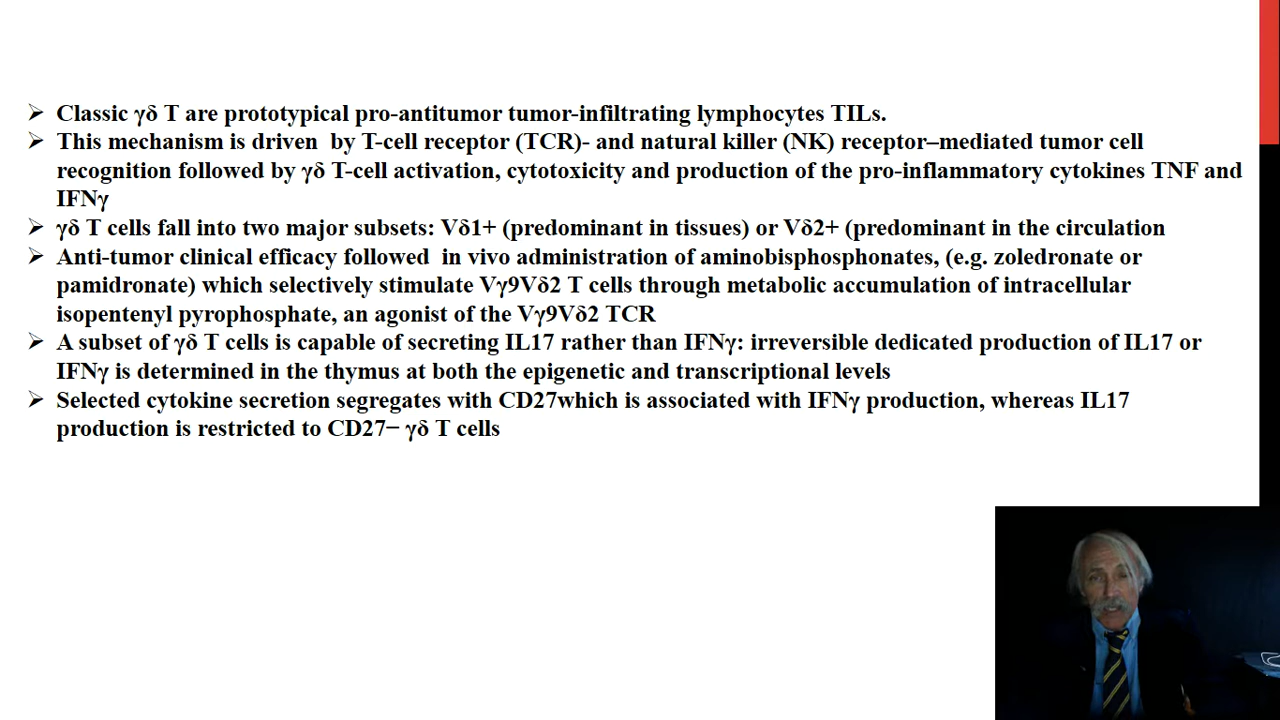 Classic γδ T are prototypical pro-antitumor tumor-infiltrating lymphocytes TILs.
This mechanism is driven by T-cell receptor (TCR)- and natural killer (NK) receptor–mediated tumor cell
recognition followed by γδ T-cell activation, cytotoxicity and production of the pro-inflammatory cytokines TNF and
IFNγ
γδ T cells fall into two major subsets: Vδ1+ (predominant in tissues) or Vδ2+ (predominant in the circulation
Anti-tumor clinical efficacy followed in vivo administration of aminobisphosphonates, (e.g. zoledronate or
pamidronate) which selectively stimulate Vγ9Vδ2 T cells through metabolic accumulation of intracellular
isopentenyl pyrophosphate, an agonist of the Vγ9Vδ2 TCR
A subset of γδ T cells is capable of secreting IL17 rather than IFNγ: irreversible dedicated production of IL17 or
IFNγ is determined in the thymus at both the epigenetic and transcriptional levels
Selected cytokine secretion segregates with CD27which is associated with IFNγ production, whereas IL17
production is restricted to CD27− γδ T cells